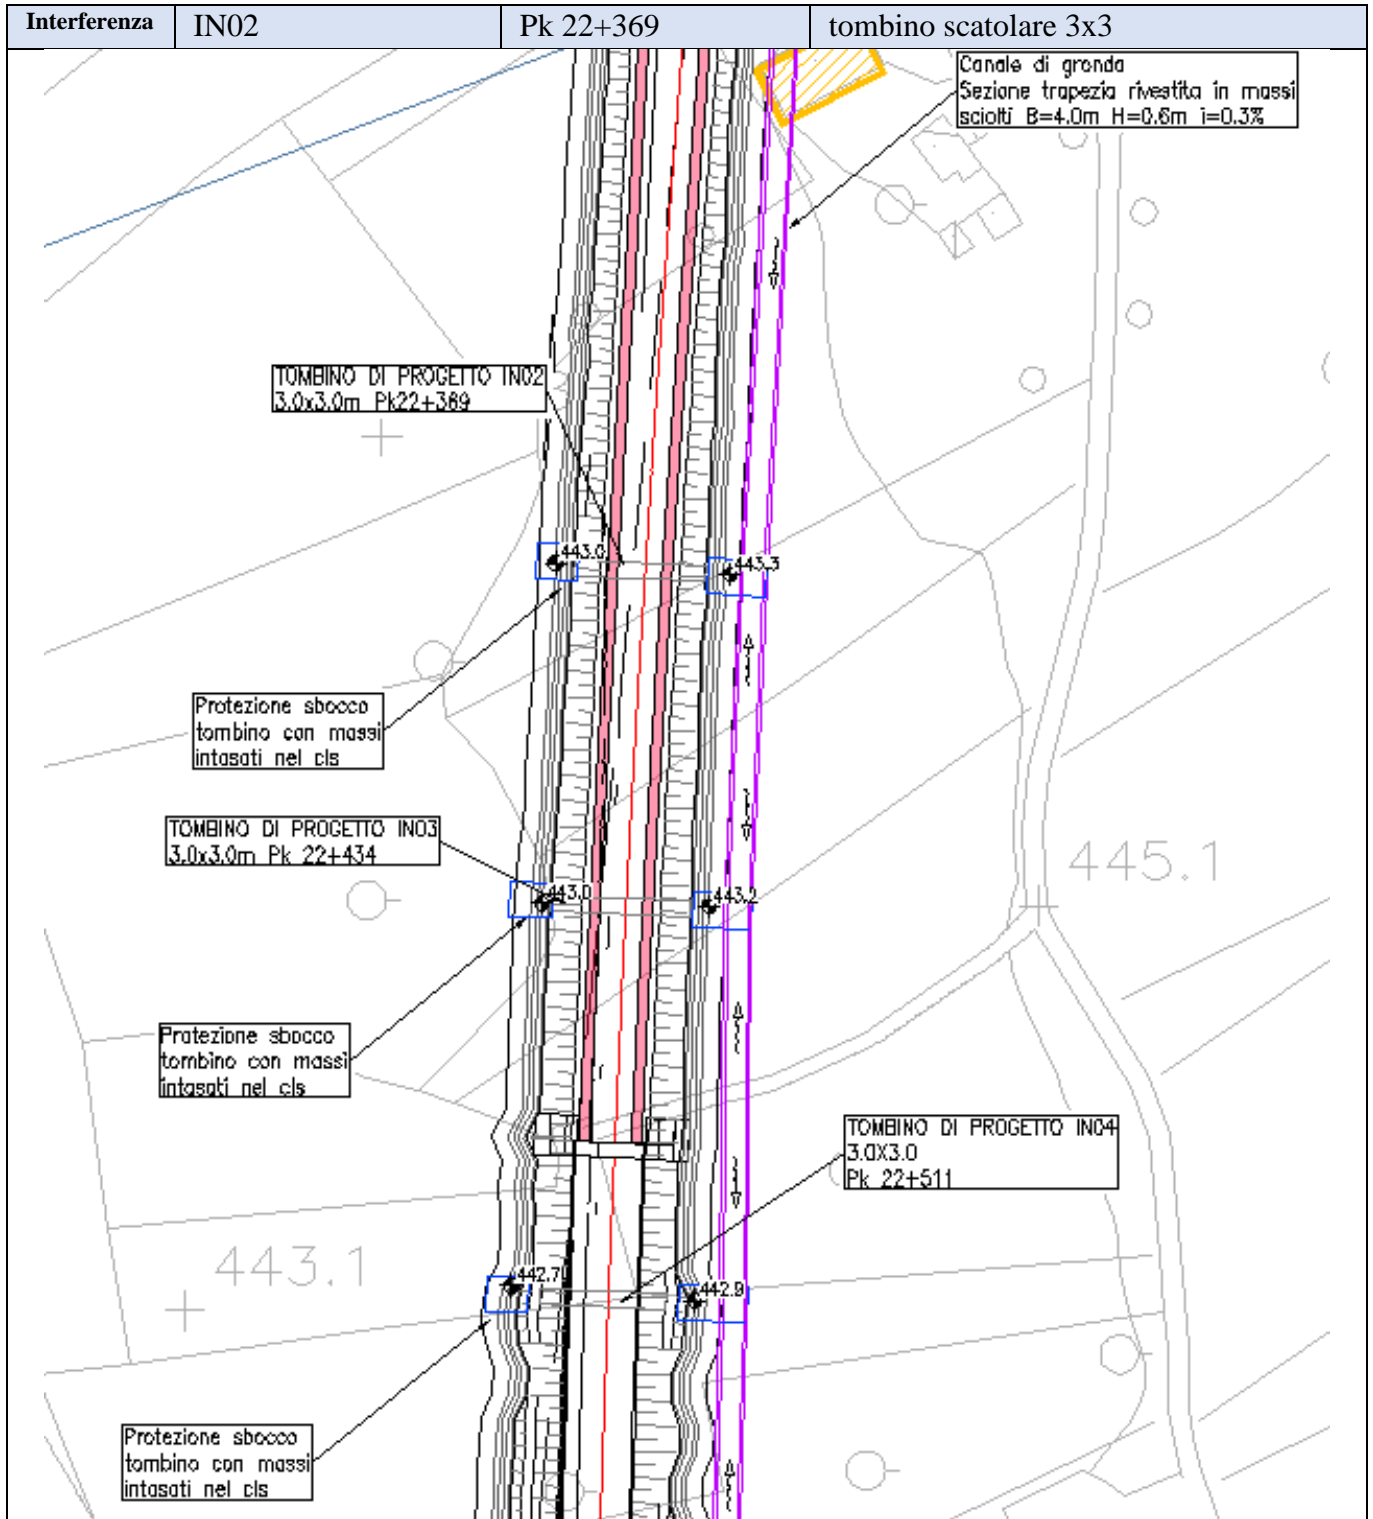 Interferenza IN02 Pk 22+369 tombino scatolare 3x3
Canale di gronda
Sezione trapezia rivestita in massi
sciolti B=4.0m H=0.6m i=0.3%
TOMBINO DI PROGETTO IN02
3.0x3.0m Pk22+369
443.0
443.3
Protezione sbocco
tombino con massi
intasati nel cls
TOMBINO DI PROGETTO IN03
3.0x3.0m Pk 22+434
445.1
443.0
443.2
Protezione sbocco
tombino con massi
intasati nel cls
TOMBINO DI PROGETTO IN04
3.0X3.0
Pk 22+511
443.1
442.7
442.9
Protezione sbocco
tombino con massi
intasati nel cls